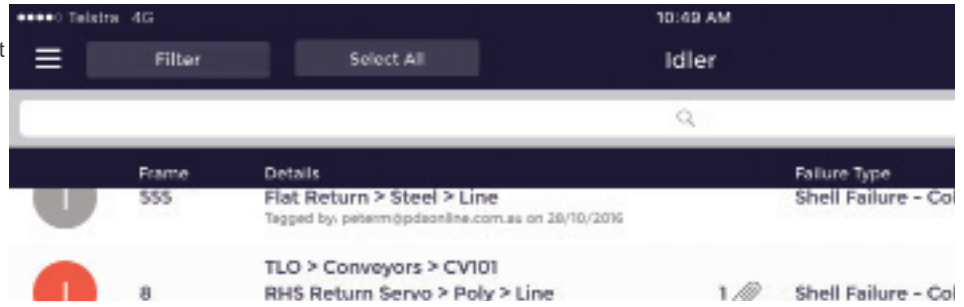 Telstra 4G 10:49 AM
Filter Select All Idler
Frame Details Failure Type
I 555 Flat Return > Steel > Line Shell Failure - Col
Tagged by: peterm@pdsonline.com.au on 28/10/2016
TLO > Conveyors > CV101
I 8 RHS Return Servo > Poly > Line 1 Shell Failure - Col